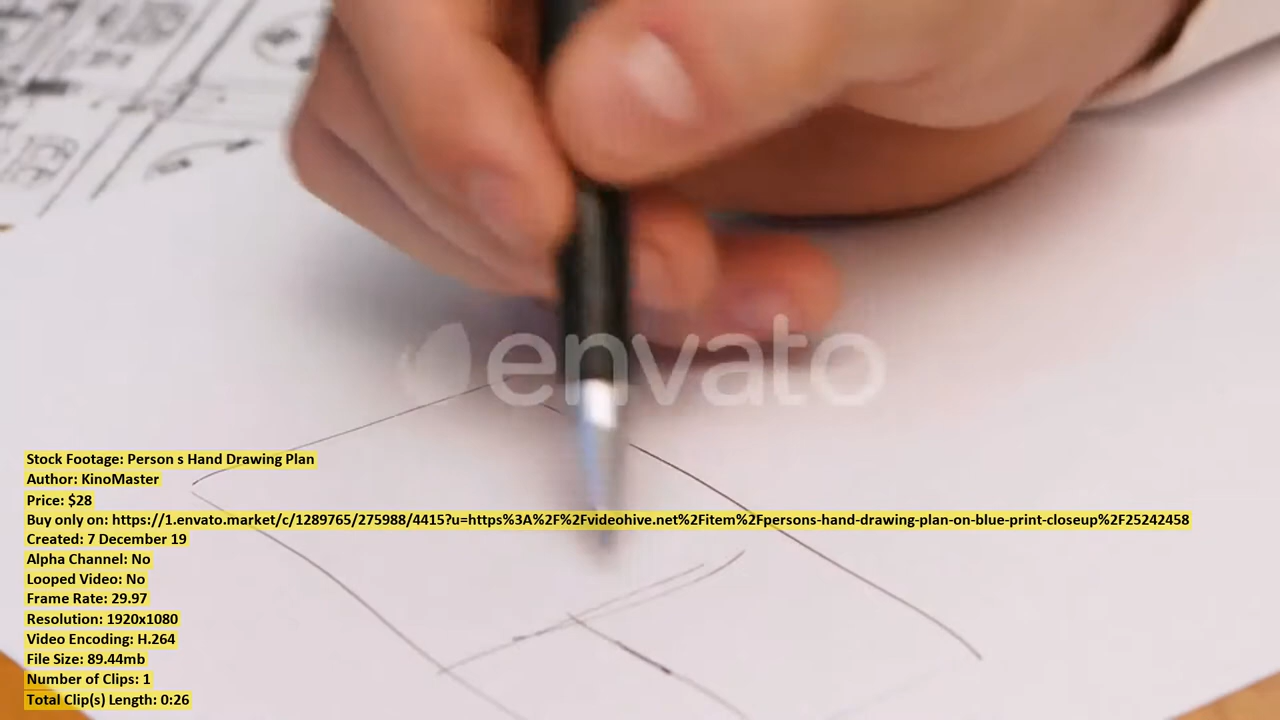 envato
Stock Footage: Person s Hand Drawing Plan
Author: KinoMaster
Price: $28
Buy only on: https://1.envato.market/c/1289765/275988/4415?u=https%3A%2F%2Fvideohive.net%2Fitem%2Fpersons-hand-drawing-plan-on-blue-print-closeup%2F25242458
Created: 7 December 19
Alpha Channel: No
Looped Video: No
Frame Rate: 29.97
Resolution: 1920x1080
Video Encoding: H.264
File Size: 89.44mb
Number of Clips: 1
Total Clip(s) Length: 0:26